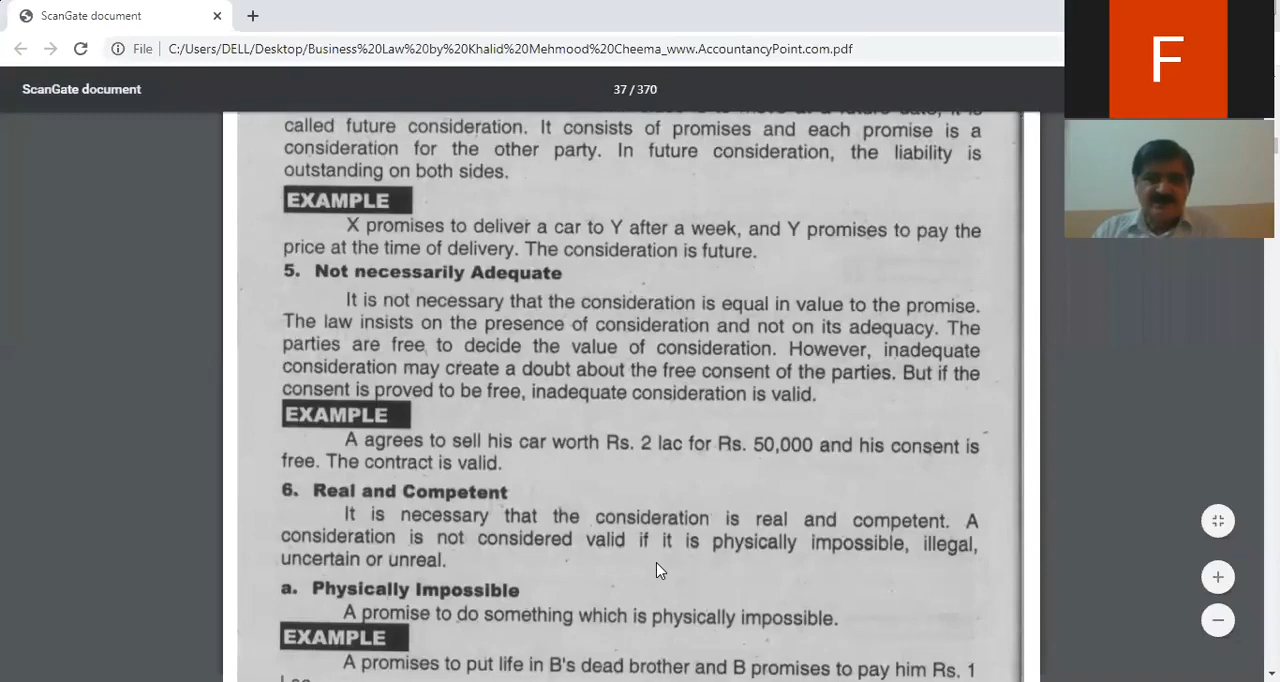 ScanGate document
File
C:/Users/DELL/Desktop/Business%20Law%20by%20Khalid%20Mehmood%20Cheema_www.AccountancyPoint.com.pdf
F
ScanGate document
37 / 370
called future consideration. It consists of promises and each promise is a
consideration for the other party. In future consideration, the liability is
outstanding on both sides.
EXAMPLE
X promises to deliver a car to Y after a week, and Y promises to pay the
price at the time of delivery. The consideration is future.
5. Not necessarily Adequate
It is not necessary that the consideration is equal in value to the promise.
The law insists on the presence of consideration and not on its adequacy. The
parties are free to decide the value of consideration. However, inadequate
consideration may create a doubt about the free consent of the parties. But if the
consent is proved to be free, inadequate consideration is valid.
EXAMPLE
A agrees to sell his car worth Rs. 2 lac for Rs. 50,000 and his consent is
free. The contract is valid.
6. Real and Competent
It is necessary that the consideration is real and competent. A
consideration is not considered valid if it is physically impossible, illegal,
uncertain or unreal.
a. Physically Impossible
A promise to do something which is physically impossible.
EXAMPLE
A promises to put life in B's dead brother and B promises to pay him Rs. 1